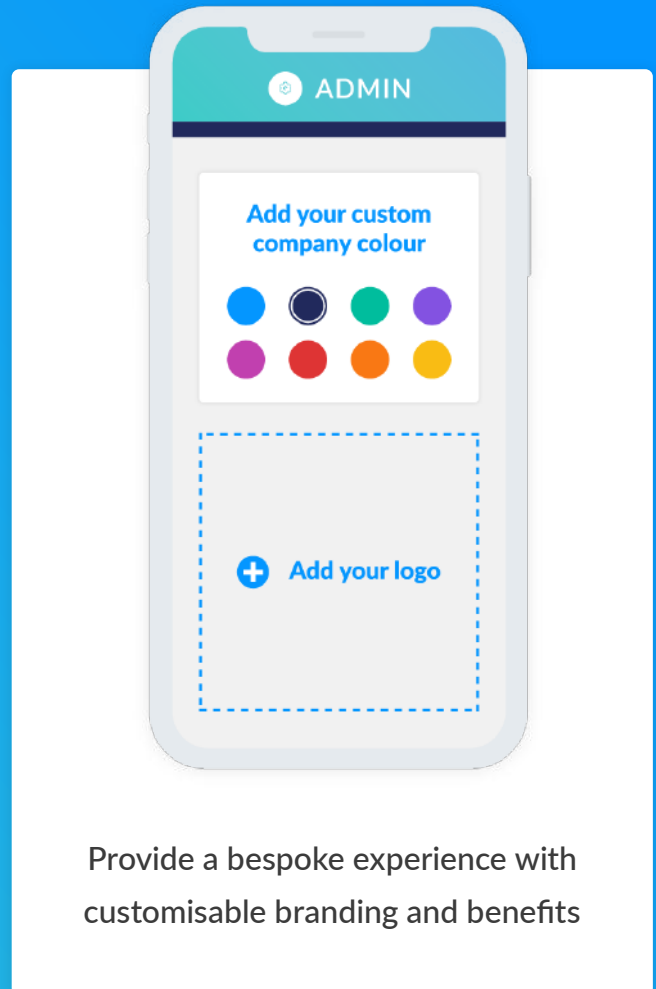 ADMIN
Add your custom
company colour
Add your logo
Provide a bespoke experience with
customisable branding and benefits